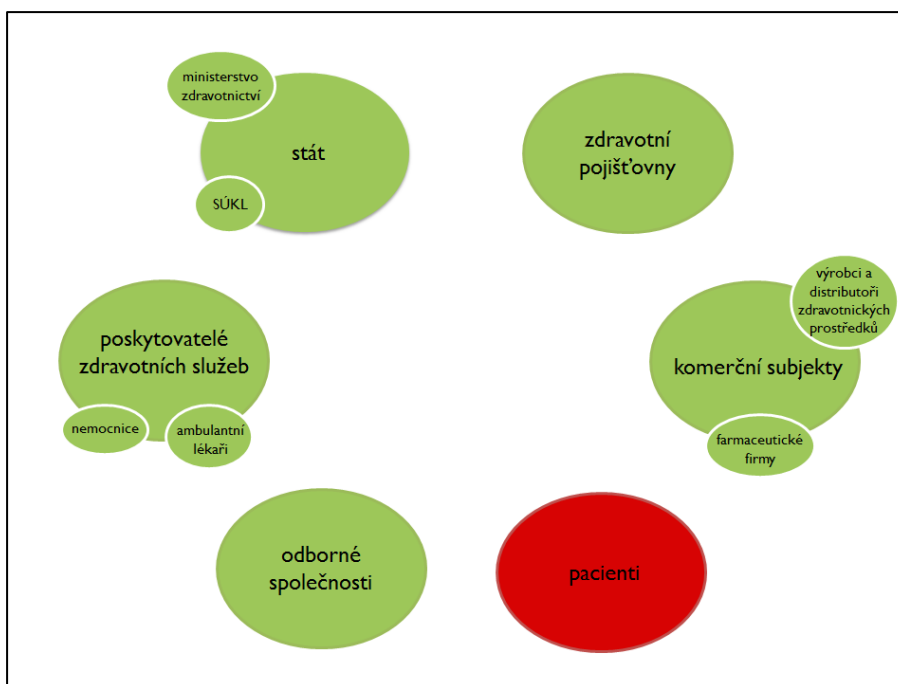 ministerstvo
zdravotnictví
stát
SÚKL
zdravotní
pojišťovny
poskytovatelé
zdravotních služeb
nemocnice
ambulantní
lékaři
výrobci a
distributoři
zdravotnických
prostředků
komerční subjekty
farmaceutické
firmy
odborné
společnosti
pacienti